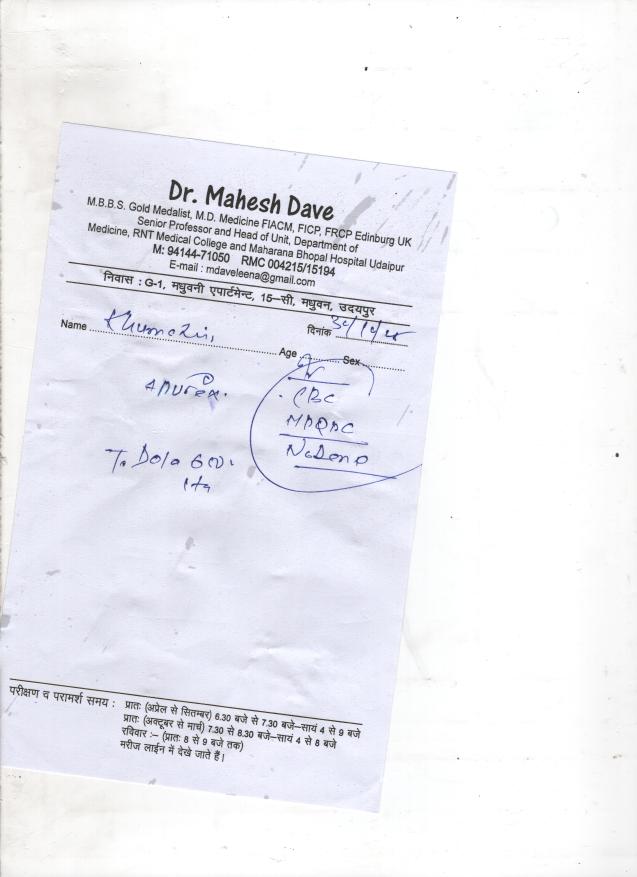 Dr. Mahesh Dave
M.B.B.S. Gold Medalist, M.D. Medicine FIACM, FICP, FRCP Edinburg UK
Senior Professor and Head of Unit, Department of
Medicine, RNT Medical College and Maharana Bhopal Hospital Udaipur
M: 94144-71050 RMC 004215/15194
E-mail : mdaveleena@gmail.com
निवास : G-1, मधुवनी एपार्टमेन्ट, 15-सी, मधुवन, उदयपुर
दिनांक
Name
Age Sex
CBC
T. Dolo 650
परीक्षण व परामर्श समय : प्रातः (अप्रेल से सितम्बर) 6.30 बजे से 7.30 बजे-सायं 4 से 9 बजे
प्रातः (अक्टूबर से मार्च) 7.30 से 8.30 बजे-सायं 4 से 8 बजे
रविवार :- (प्रातः 8 से 9 बजे तक)
मरीज लाईन में देखे जाते हैं।